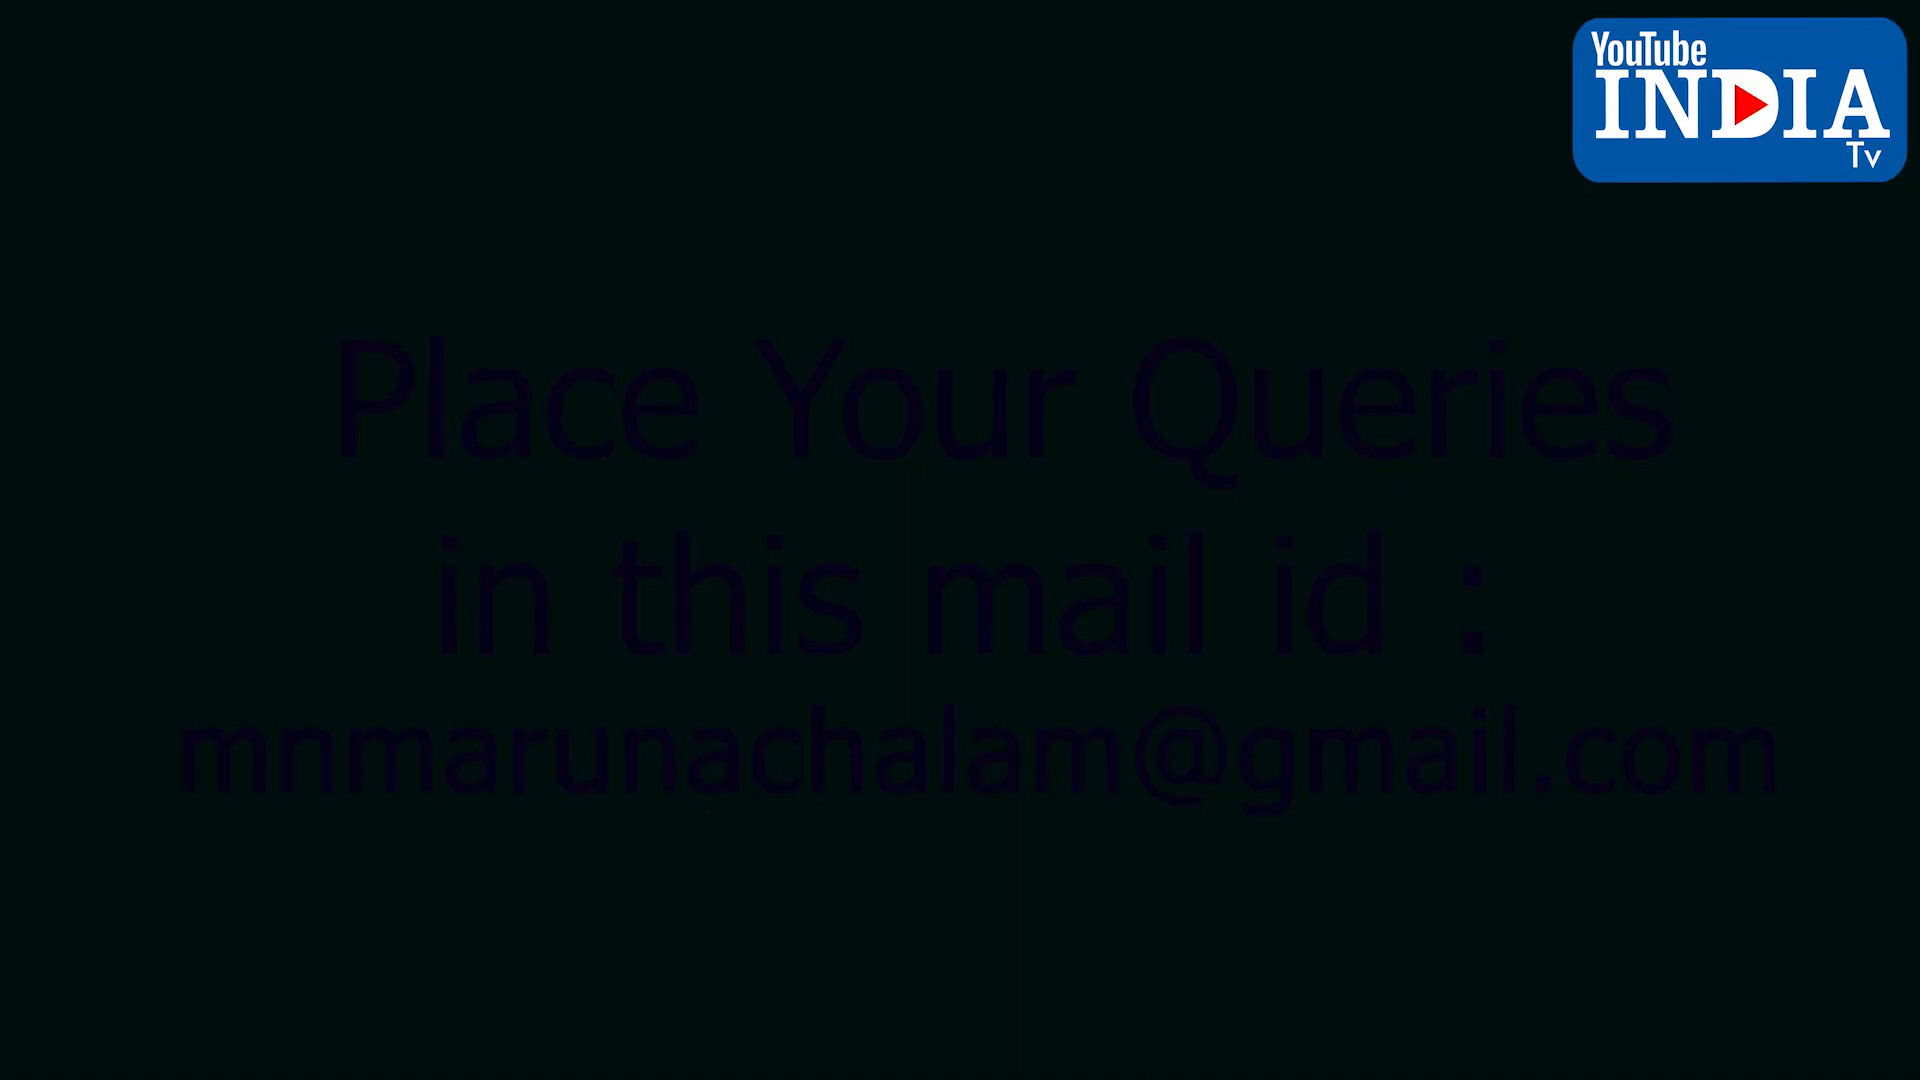 YouTube
INDIA
Tv
Place Your Queries
in this mail id :
mnmarunachalam@gmail.com